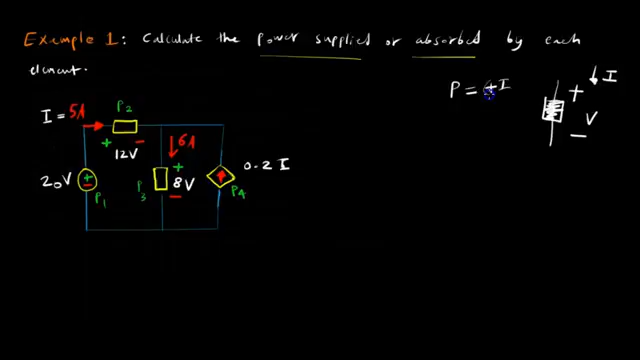 Example 1: Calculate the power supplied or absorbed by each
element.
P = + I
I
+
V
-
I = 5A
P2
+ -
12V
6A
+
8V
-
P3
0.2 I
P4
20V
+
-
P1